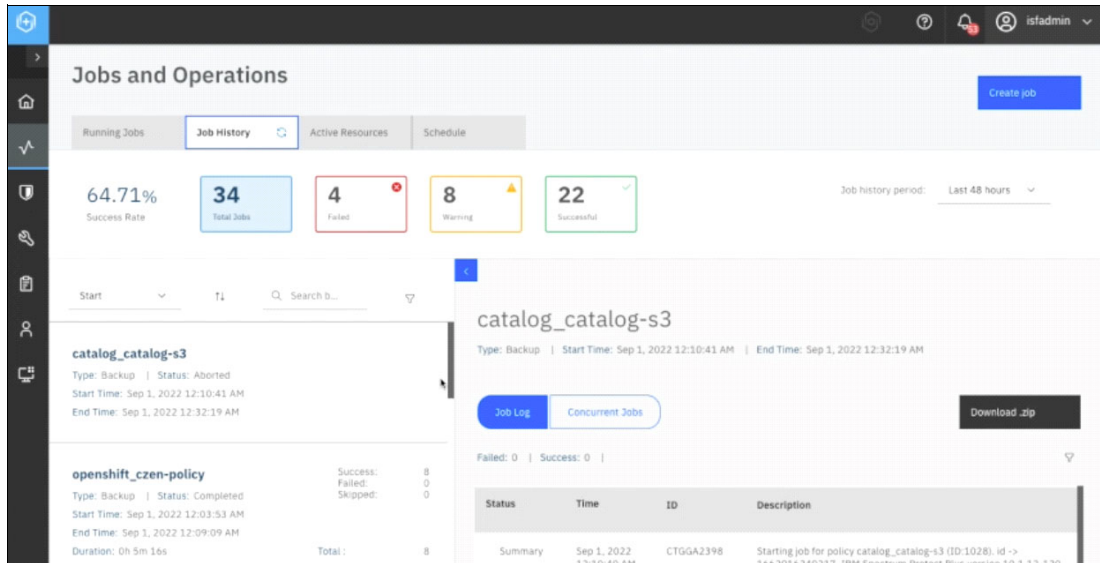 53
isfadmin
Jobs and Operations
Create job
Running Jobs
Job History
Active Resources
Schedule
64.71%
Success Rate
34
Total Jobs
4
Failed
8
Warning
22
Successful
Job history period: Last 48 hours
Start
Search b...
catalog_catalog-s3
Type: Backup | Status: Aborted
Start Time: Sep 1, 2022 12:10:41 AM
End Time: Sep 1, 2022 12:32:19 AM
openshift_czen-policy
Type: Backup | Status: Completed
Start Time: Sep 1, 2022 12:03:53 AM
End Time: Sep 1, 2022 12:09:09 AM
Duration: 0h 5m 16s
Success: 8
Failed: 0
Skipped: 0
Total : 8
catalog_catalog-s3
Type: Backup | Start Time: Sep 1, 2022 12:10:41 AM | End Time: Sep 1, 2022 12:32:19 AM
Job Log
Concurrent Jobs
Download .zip
Failed: 0 | Success: 0 |
Status Time ID Description
Summary Sep 1, 2022 CTGGA2398 Starting job for policy catalog_catalog-s3 (ID:1028). id ->